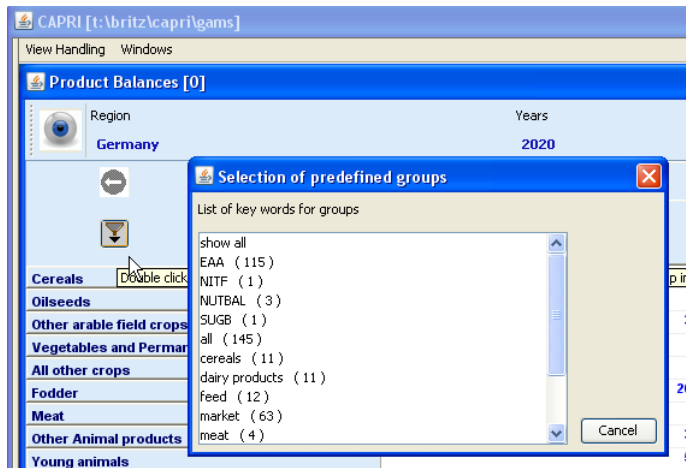 CAPRI [t:\britz\capri\gams]
View Handling Windows
Product Balances [0]
Region Years
Germany 2020
Selection of predefined groups
List of key words for groups
show all
EAA ( 115 )
NITF ( 1 )
NUTBAL ( 3 )
SUGB ( 1 )
all ( 145 )
cereals ( 11 )
dairy products ( 11 )
feed ( 12 )
market ( 63 )
meat ( 4 )
Cancel
Double click
Cereals
Oilseeds
Other arable field crops
Vegetables and Perman
All other crops
Fodder
Meat
Other Animal products
Young animals